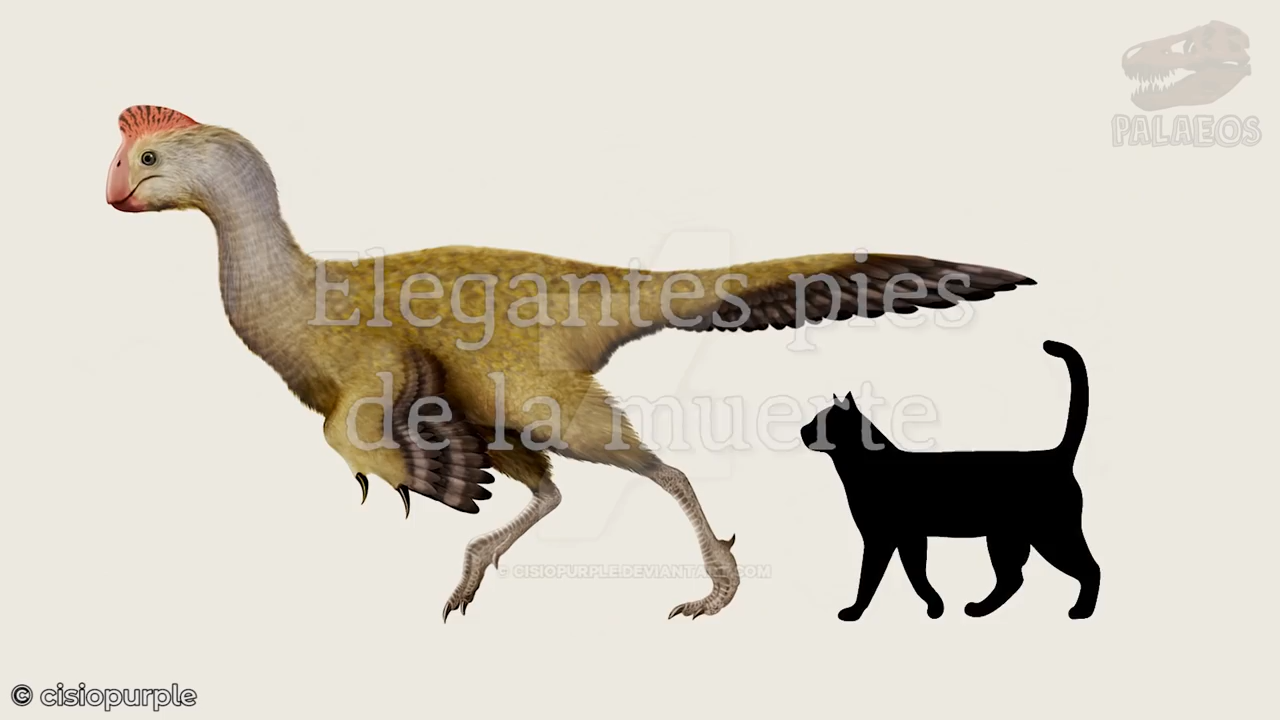 PALAEOS
Elegantes pies
de la muerte
© CISIOPURPLE.DEVIANTART.COM
© cisiopurple